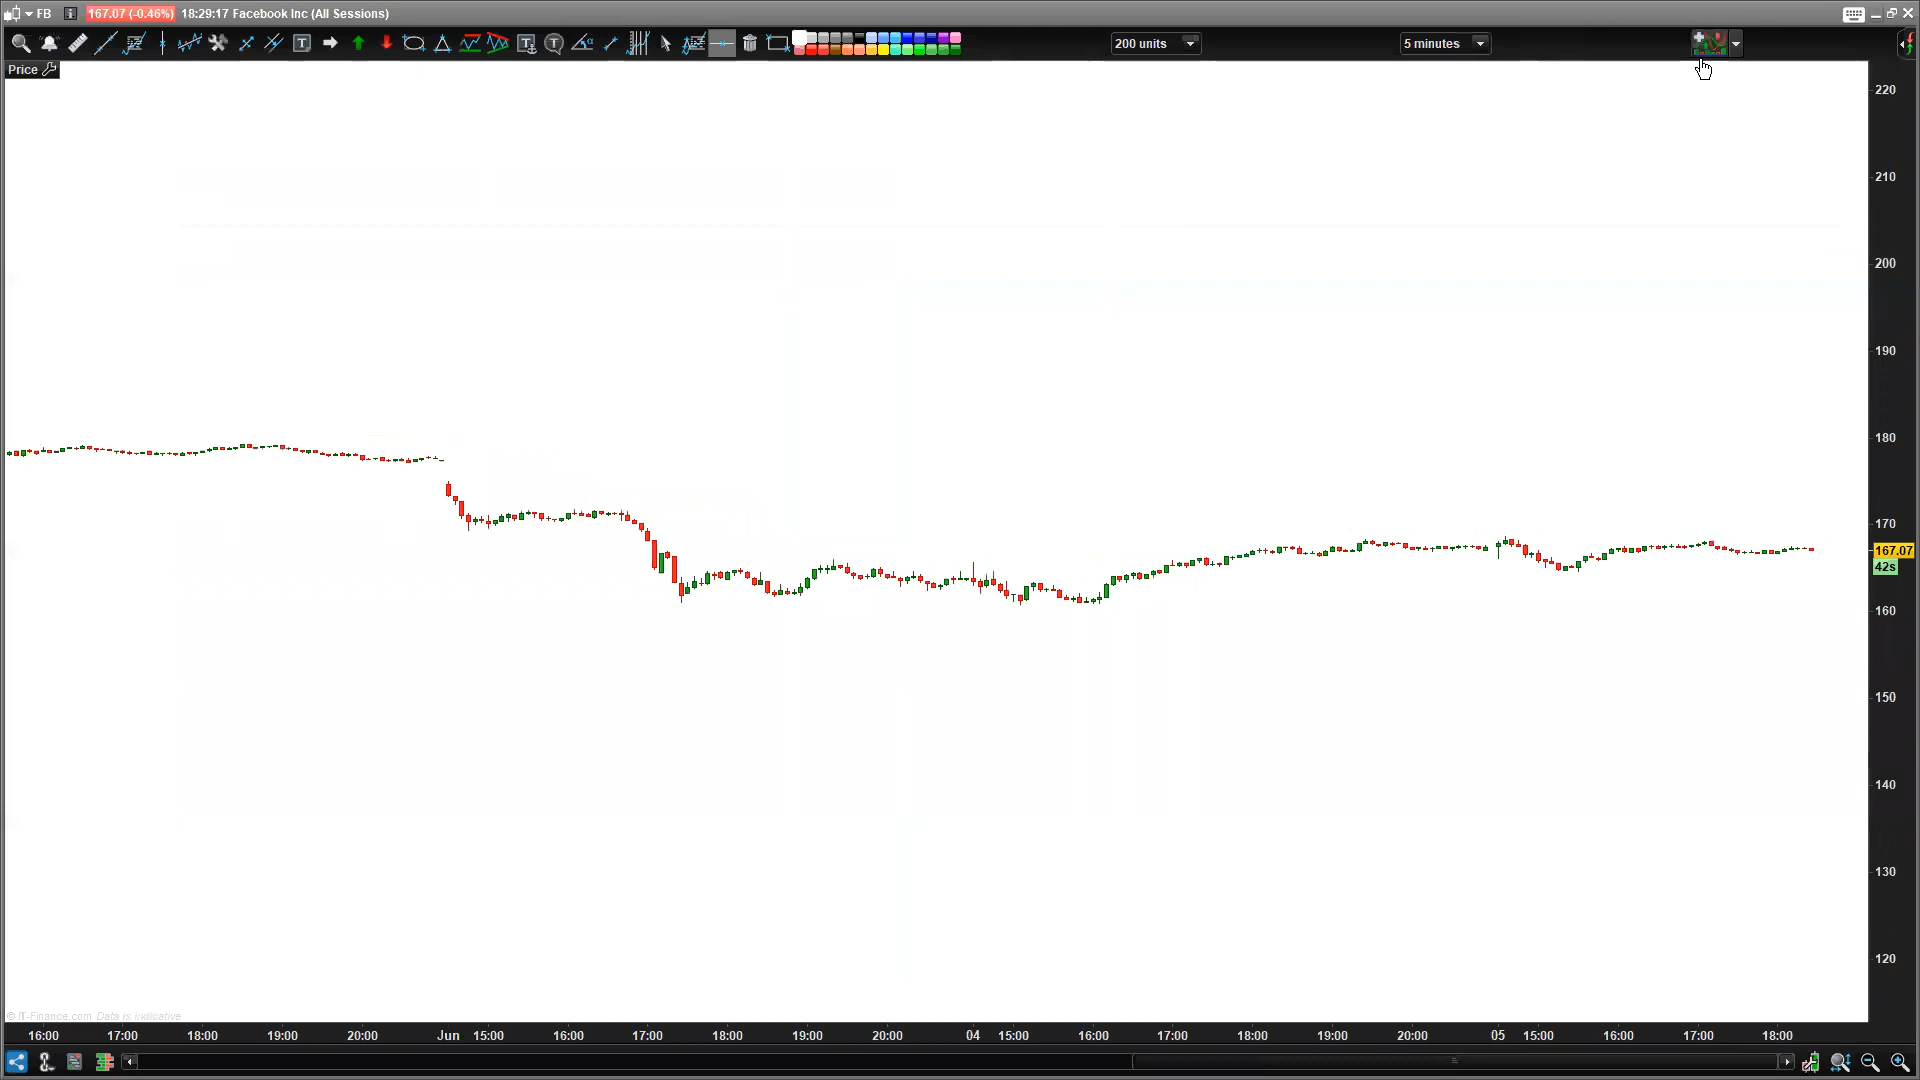 FB 167.07 (-0.46%) 18:29:17 Facebook Inc (All Sessions)
200 units 5 minutes
Price
220
210
200
190
180
170
167.07
42s
160
150
140
130
120
© IT-Finance.com Data is indicative
16:00 17:00 18:00 19:00 20:00 Jun 15:00 16:00 17:00 18:00 19:00 20:00 04 15:00 16:00 17:00 18:00 19:00 20:00 05 15:00 16:00 17:00 18:00